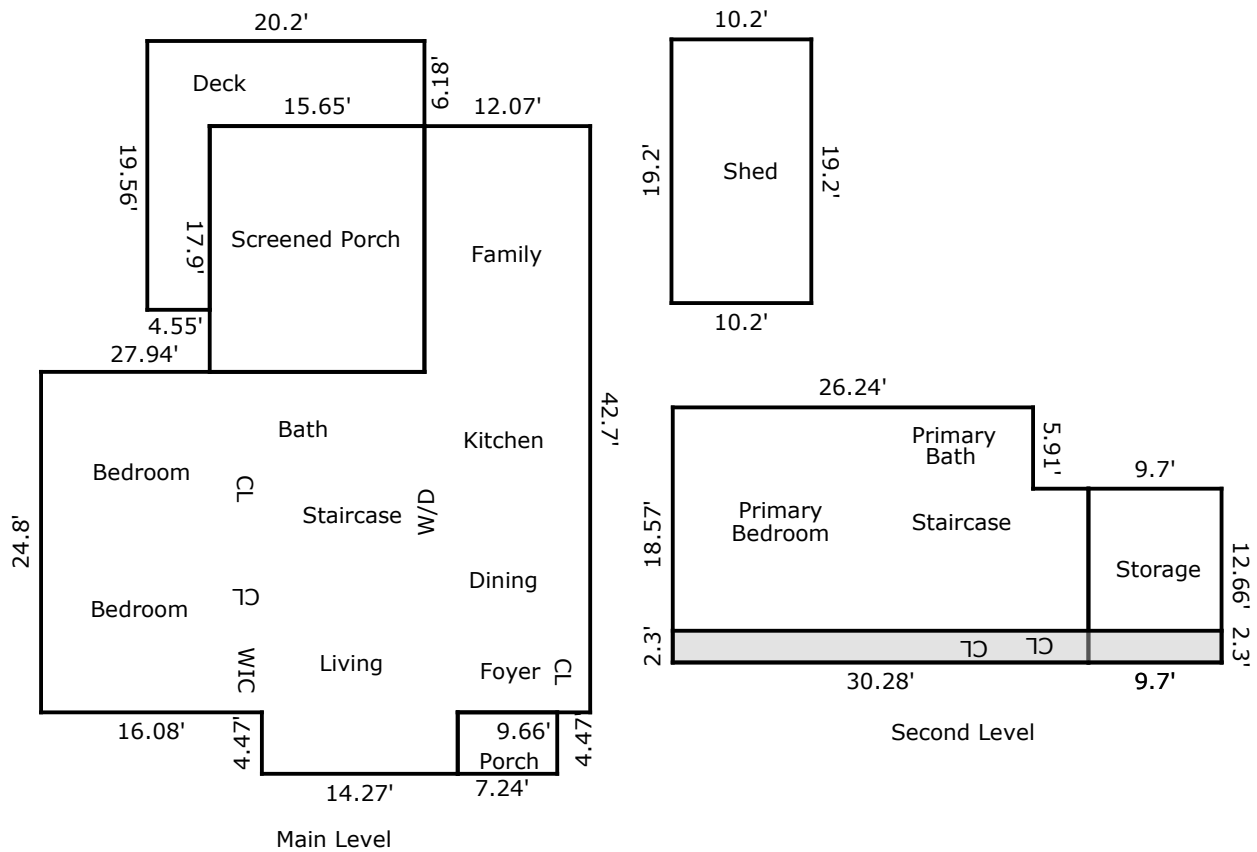 20.2'
10.2'
6.18'
Deck
15.65'
12.07'
19.56'
19.2'
Shed
19.2'
17.9'
Screened Porch
Family
4.55'
10.2'
27.94'
26.24'
42.7'
Bath
Kitchen
Primary
Bath
5.91'
Bedroom
CL
9.7'
24.8'
Staircase
W/D
18.57'
Primary
Bedroom
Staircase
12.66'
Storage
Dining
Bedroom
CL
Living
WIC
Foyer
CL
2.3'
CL
CL
2.3'
30.28'
9.7'
16.08'
4.47'
9.66'
4.47'
Porch
Second Level
14.27'
7.24'
Main Level